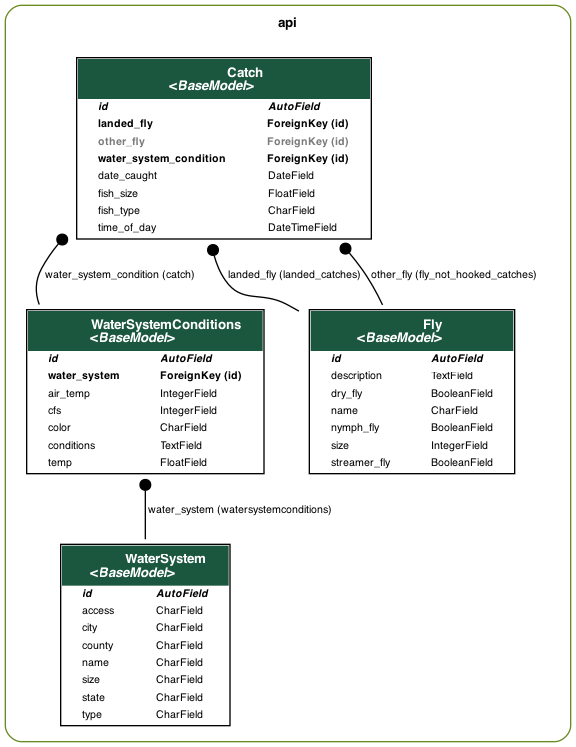 api
Catch
<BaseModel>
id AutoField
landed_fly ForeignKey (id)
other_fly ForeignKey (id)
water_system_condition ForeignKey (id)
date_caught DateField
fish_size FloatField
fish_type CharField
time_of_day DateTimeField
water_system_condition (catch)
landed_fly (landed_catches)
other_fly (fly_not_hooked_catches)
WaterSystemConditions
<BaseModel>
id AutoField
water_system ForeignKey (id)
air_temp IntegerField
cfs IntegerField
color CharField
conditions TextField
temp FloatField
Fly
<BaseModel>
id AutoField
description TextField
dry_fly BooleanField
name CharField
nymph_fly BooleanField
size IntegerField
streamer_fly BooleanField
water_system (watersystemconditions)
WaterSystem
<BaseModel>
id AutoField
access CharField
city CharField
county CharField
name CharField
size CharField
state CharField
type CharField